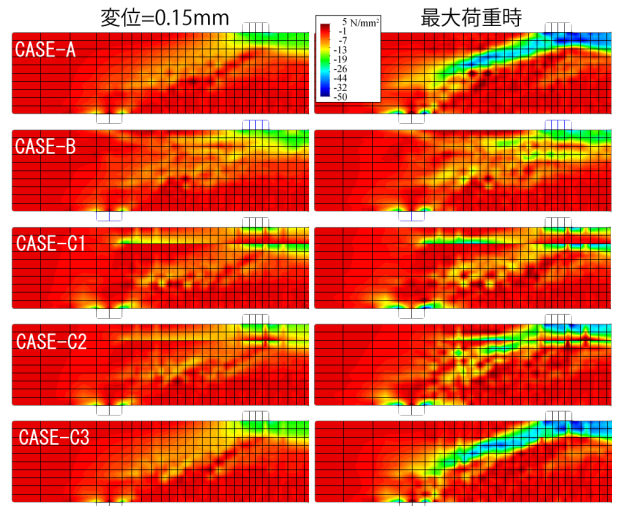 変位=0.15mm
最大荷重時
5 N/mm²
-1
-7
-13
-19
-26
-44
-32
-50
CASE-A
CASE-B
CASE-C1
CASE-C2
CASE-C3